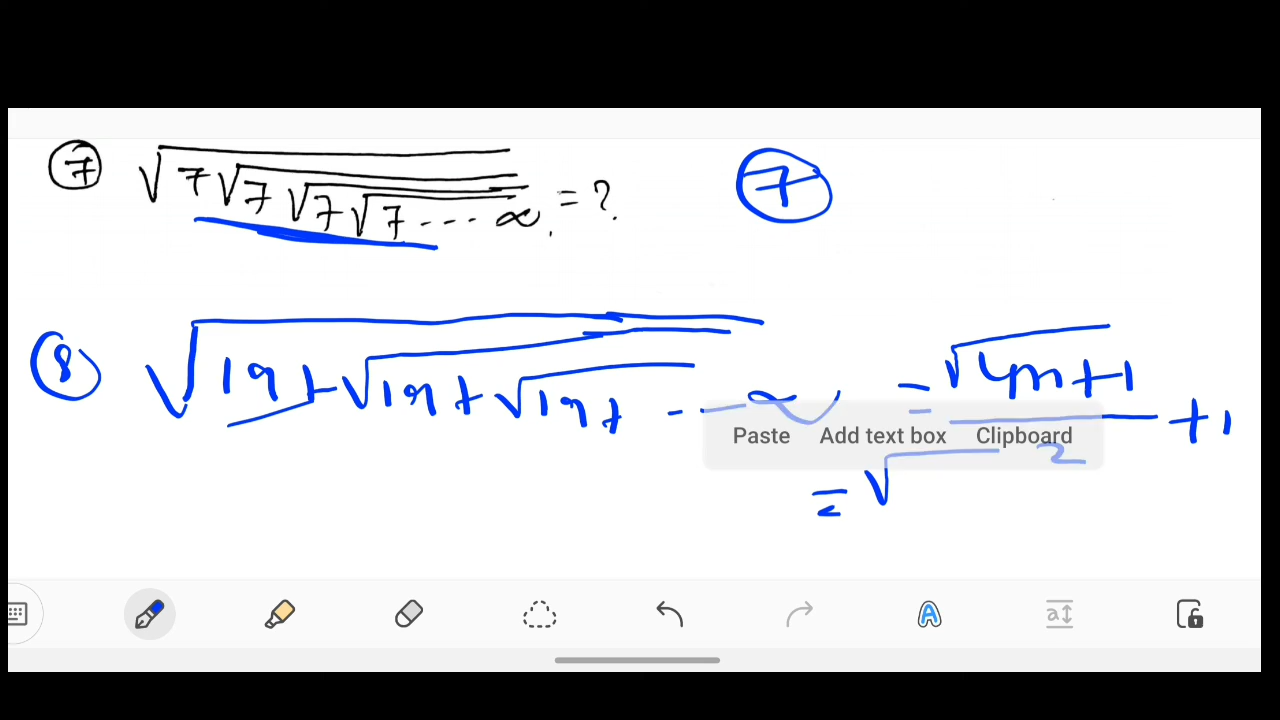 ⑦ √7√7√7√7 ---- ∞ = ?
7
⑧ √19+√19+√19+ --- ∞ = √4n+1 / 2 + 1
Paste Add text box Clipboard
= √
A
a